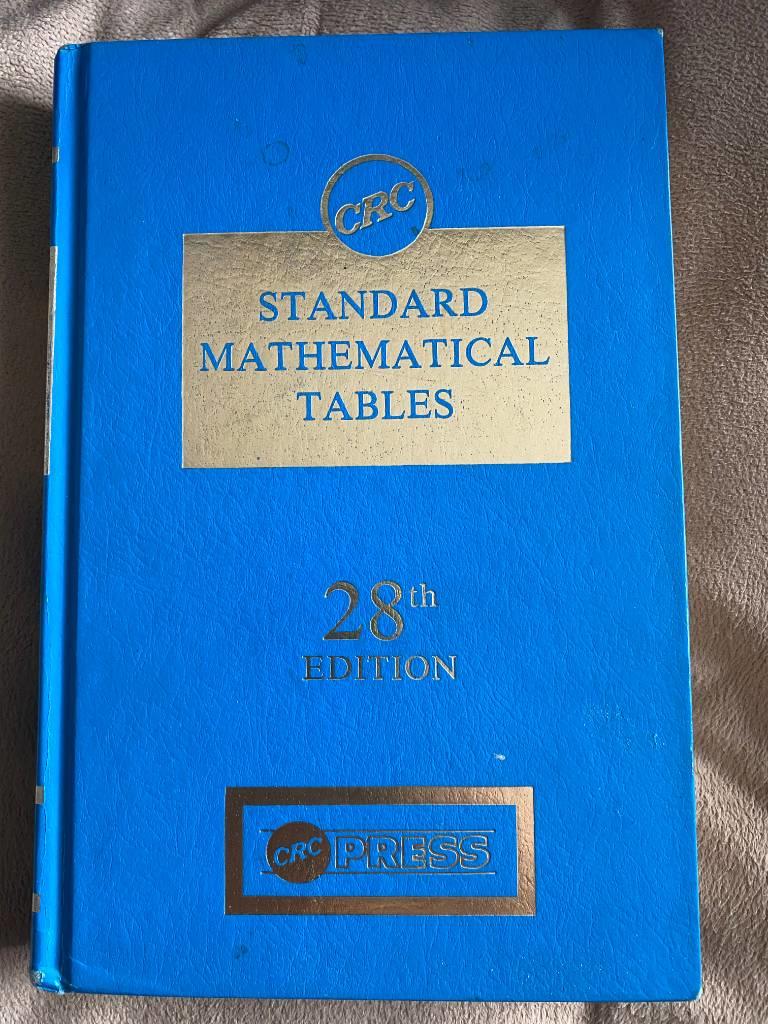 CRC
STANDARD
MATHEMATICAL
TABLES
28th
EDITION
CRC PRESS